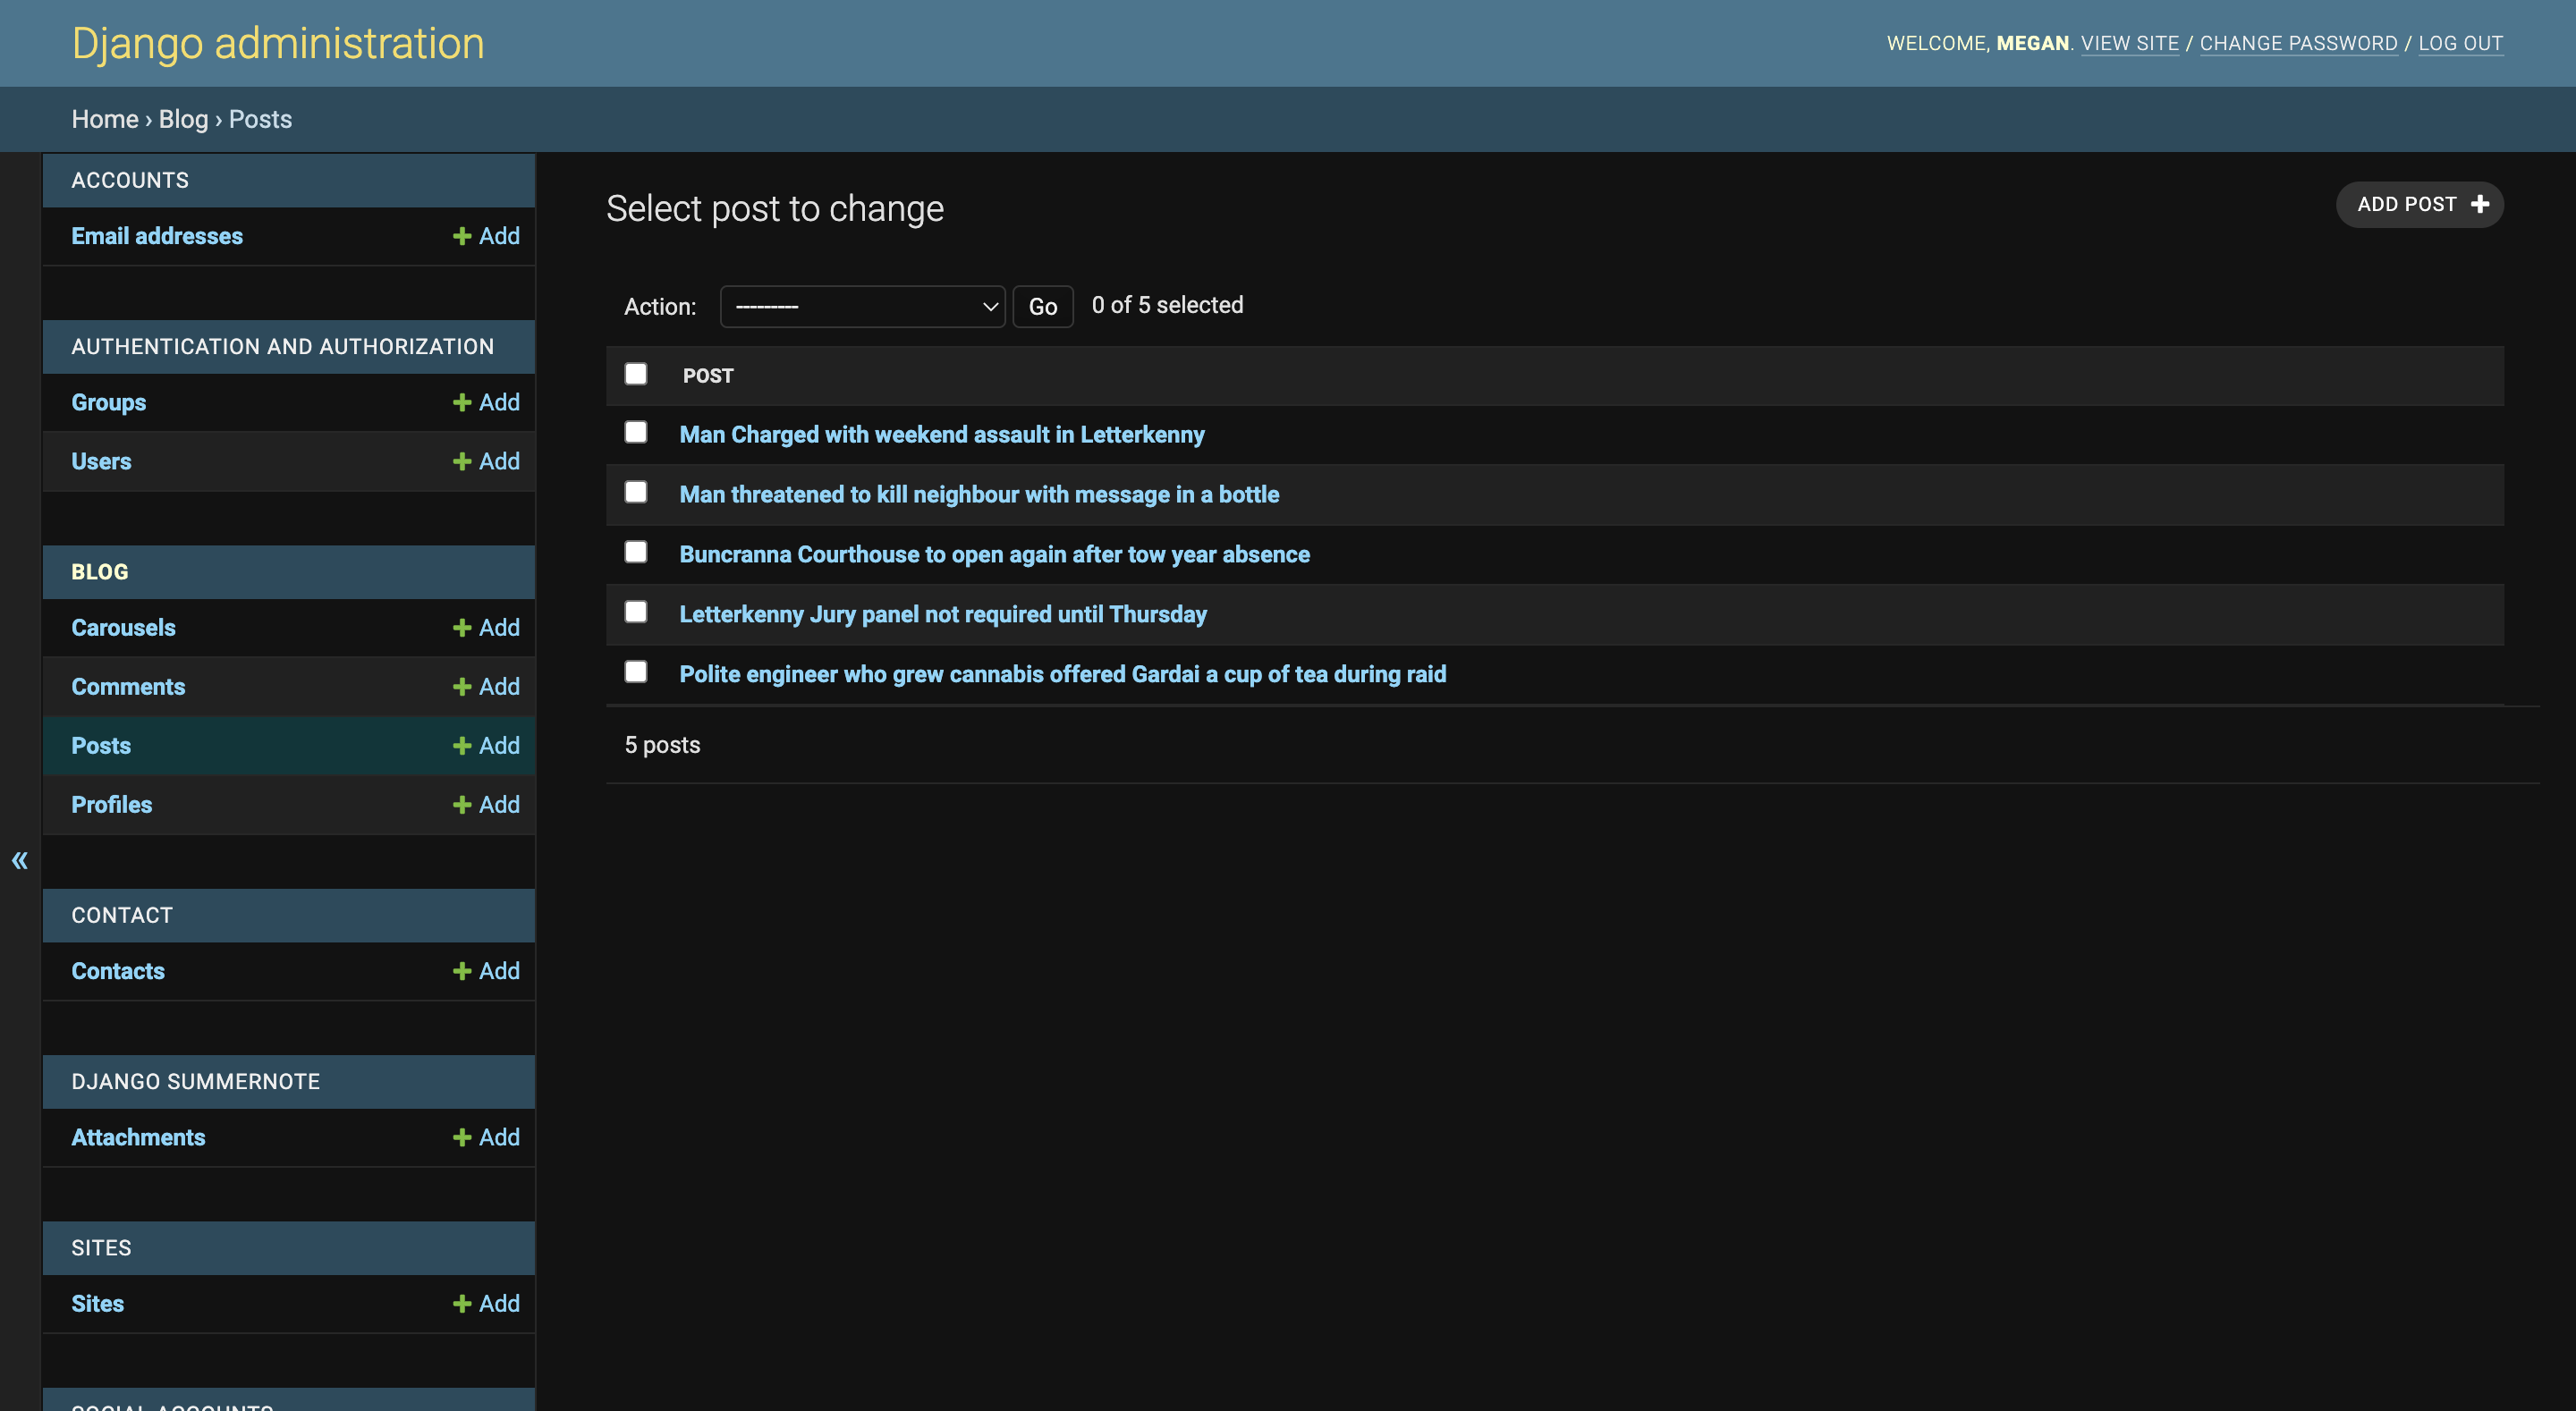 Django administration
WELCOME, MEGAN. VIEW SITE / CHANGE PASSWORD / LOG OUT
Home › Blog › Posts
ACCOUNTS
Email addresses + Add
AUTHENTICATION AND AUTHORIZATION
Groups + Add
Users + Add
BLOG
Carousels + Add
Comments + Add
Posts + Add
Profiles + Add
CONTACT
Contacts + Add
DJANGO SUMMERNOTE
Attachments + Add
SITES
Sites + Add
SOCIAL ACCOUNTS
«
Select post to change
ADD POST +
Action: --------- Go 0 of 5 selected
POST
Man Charged with weekend assault in Letterkenny
Man threatened to kill neighbour with message in a bottle
Buncranna Courthouse to open again after tow year absence
Letterkenny Jury panel not required until Thursday
Polite engineer who grew cannabis offered Gardai a cup of tea during raid
5 posts